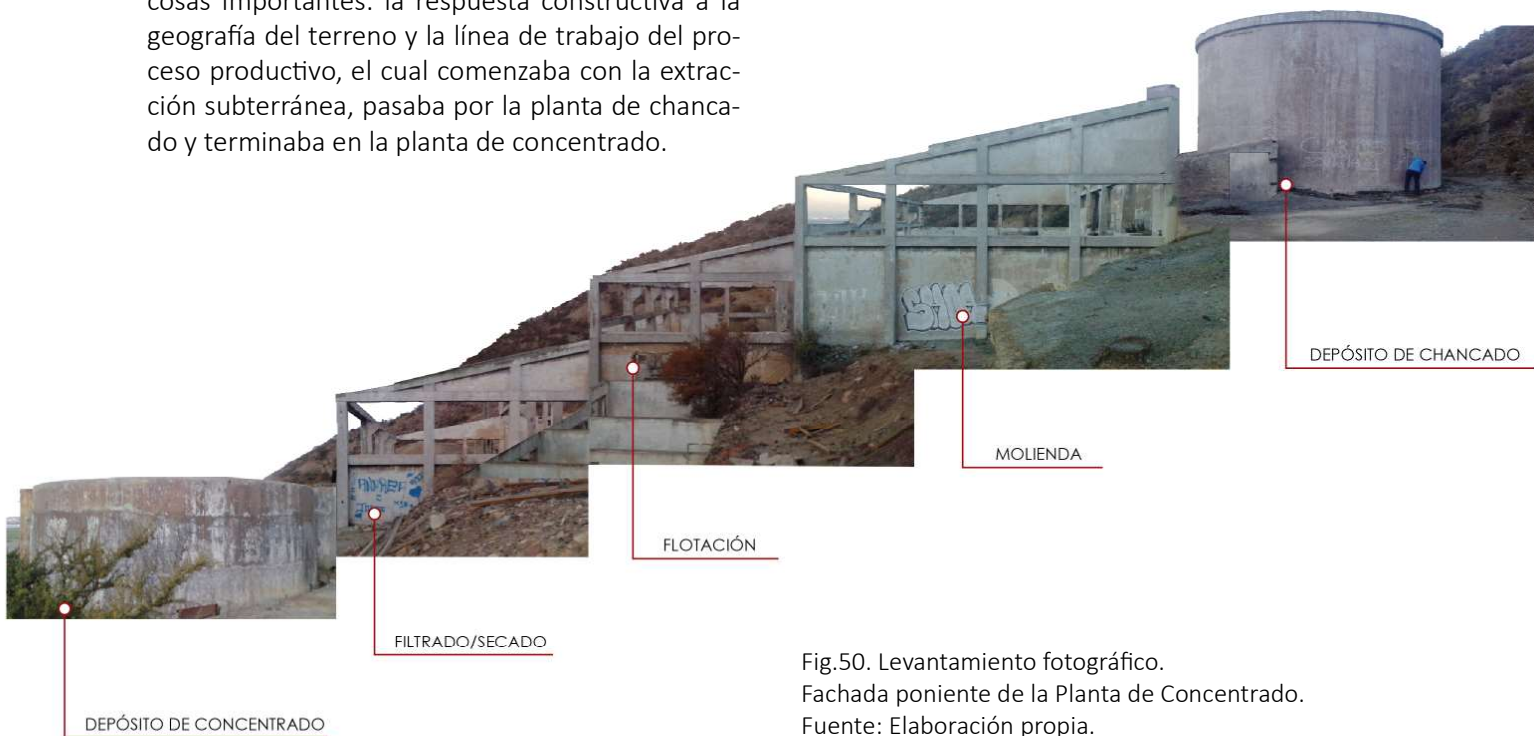 cosas importantes: la respuesta constructiva a la
geografía del terreno y la línea de trabajo del pro-
ceso productivo, el cual comenzaba con la extrac-
ción subterránea, pasaba por la planta de chanca-
do y terminaba en la planta de concentrado.
DEPÓSITO DE CHANCADO
MOLIENDA
FLOTACIÓN
FILTRADO/SECADO
DEPÓSITO DE CONCENTRADO
Fig.50. Levantamiento fotográfico.
Fachada poniente de la Planta de Concentrado.
Fuente: Elaboración propia.